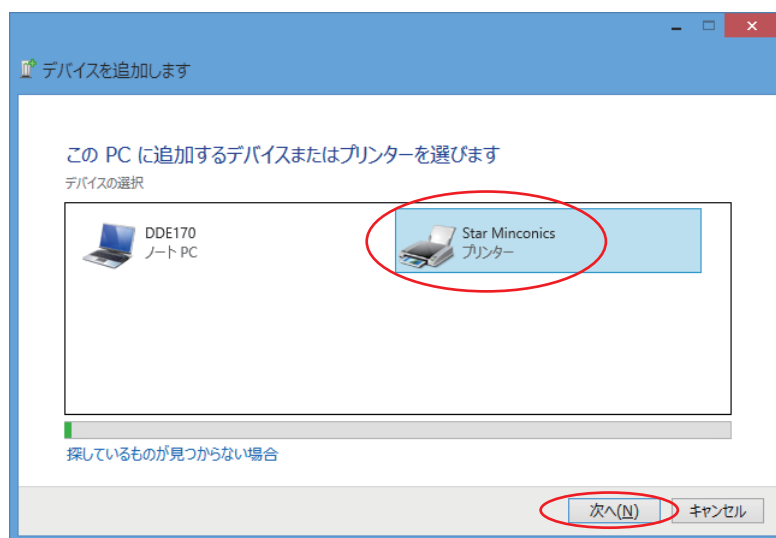 デバイスを追加します
この PC に追加するデバイスまたはプリンターを選びます
デバイスの選択
DDE170
ノート PC
Star Minconics
プリンター
探しているものが見つからない場合
次へ(N)
キャンセル